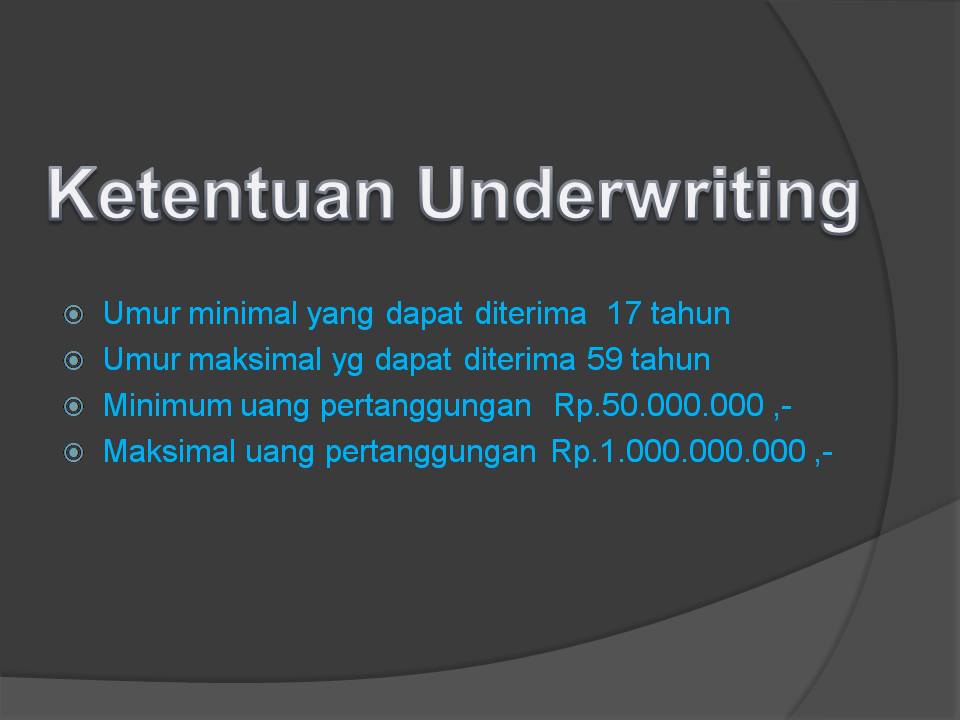 Ketentuan Underwriting
Umur minimal yang dapat diterima  17 tahun
Umur maksimal yg dapat diterima 59 tahun
Minimum uang pertanggungan  Rp.50.000.000 ,-
Maksimal uang pertanggungan Rp.1.000.000.000 ,-